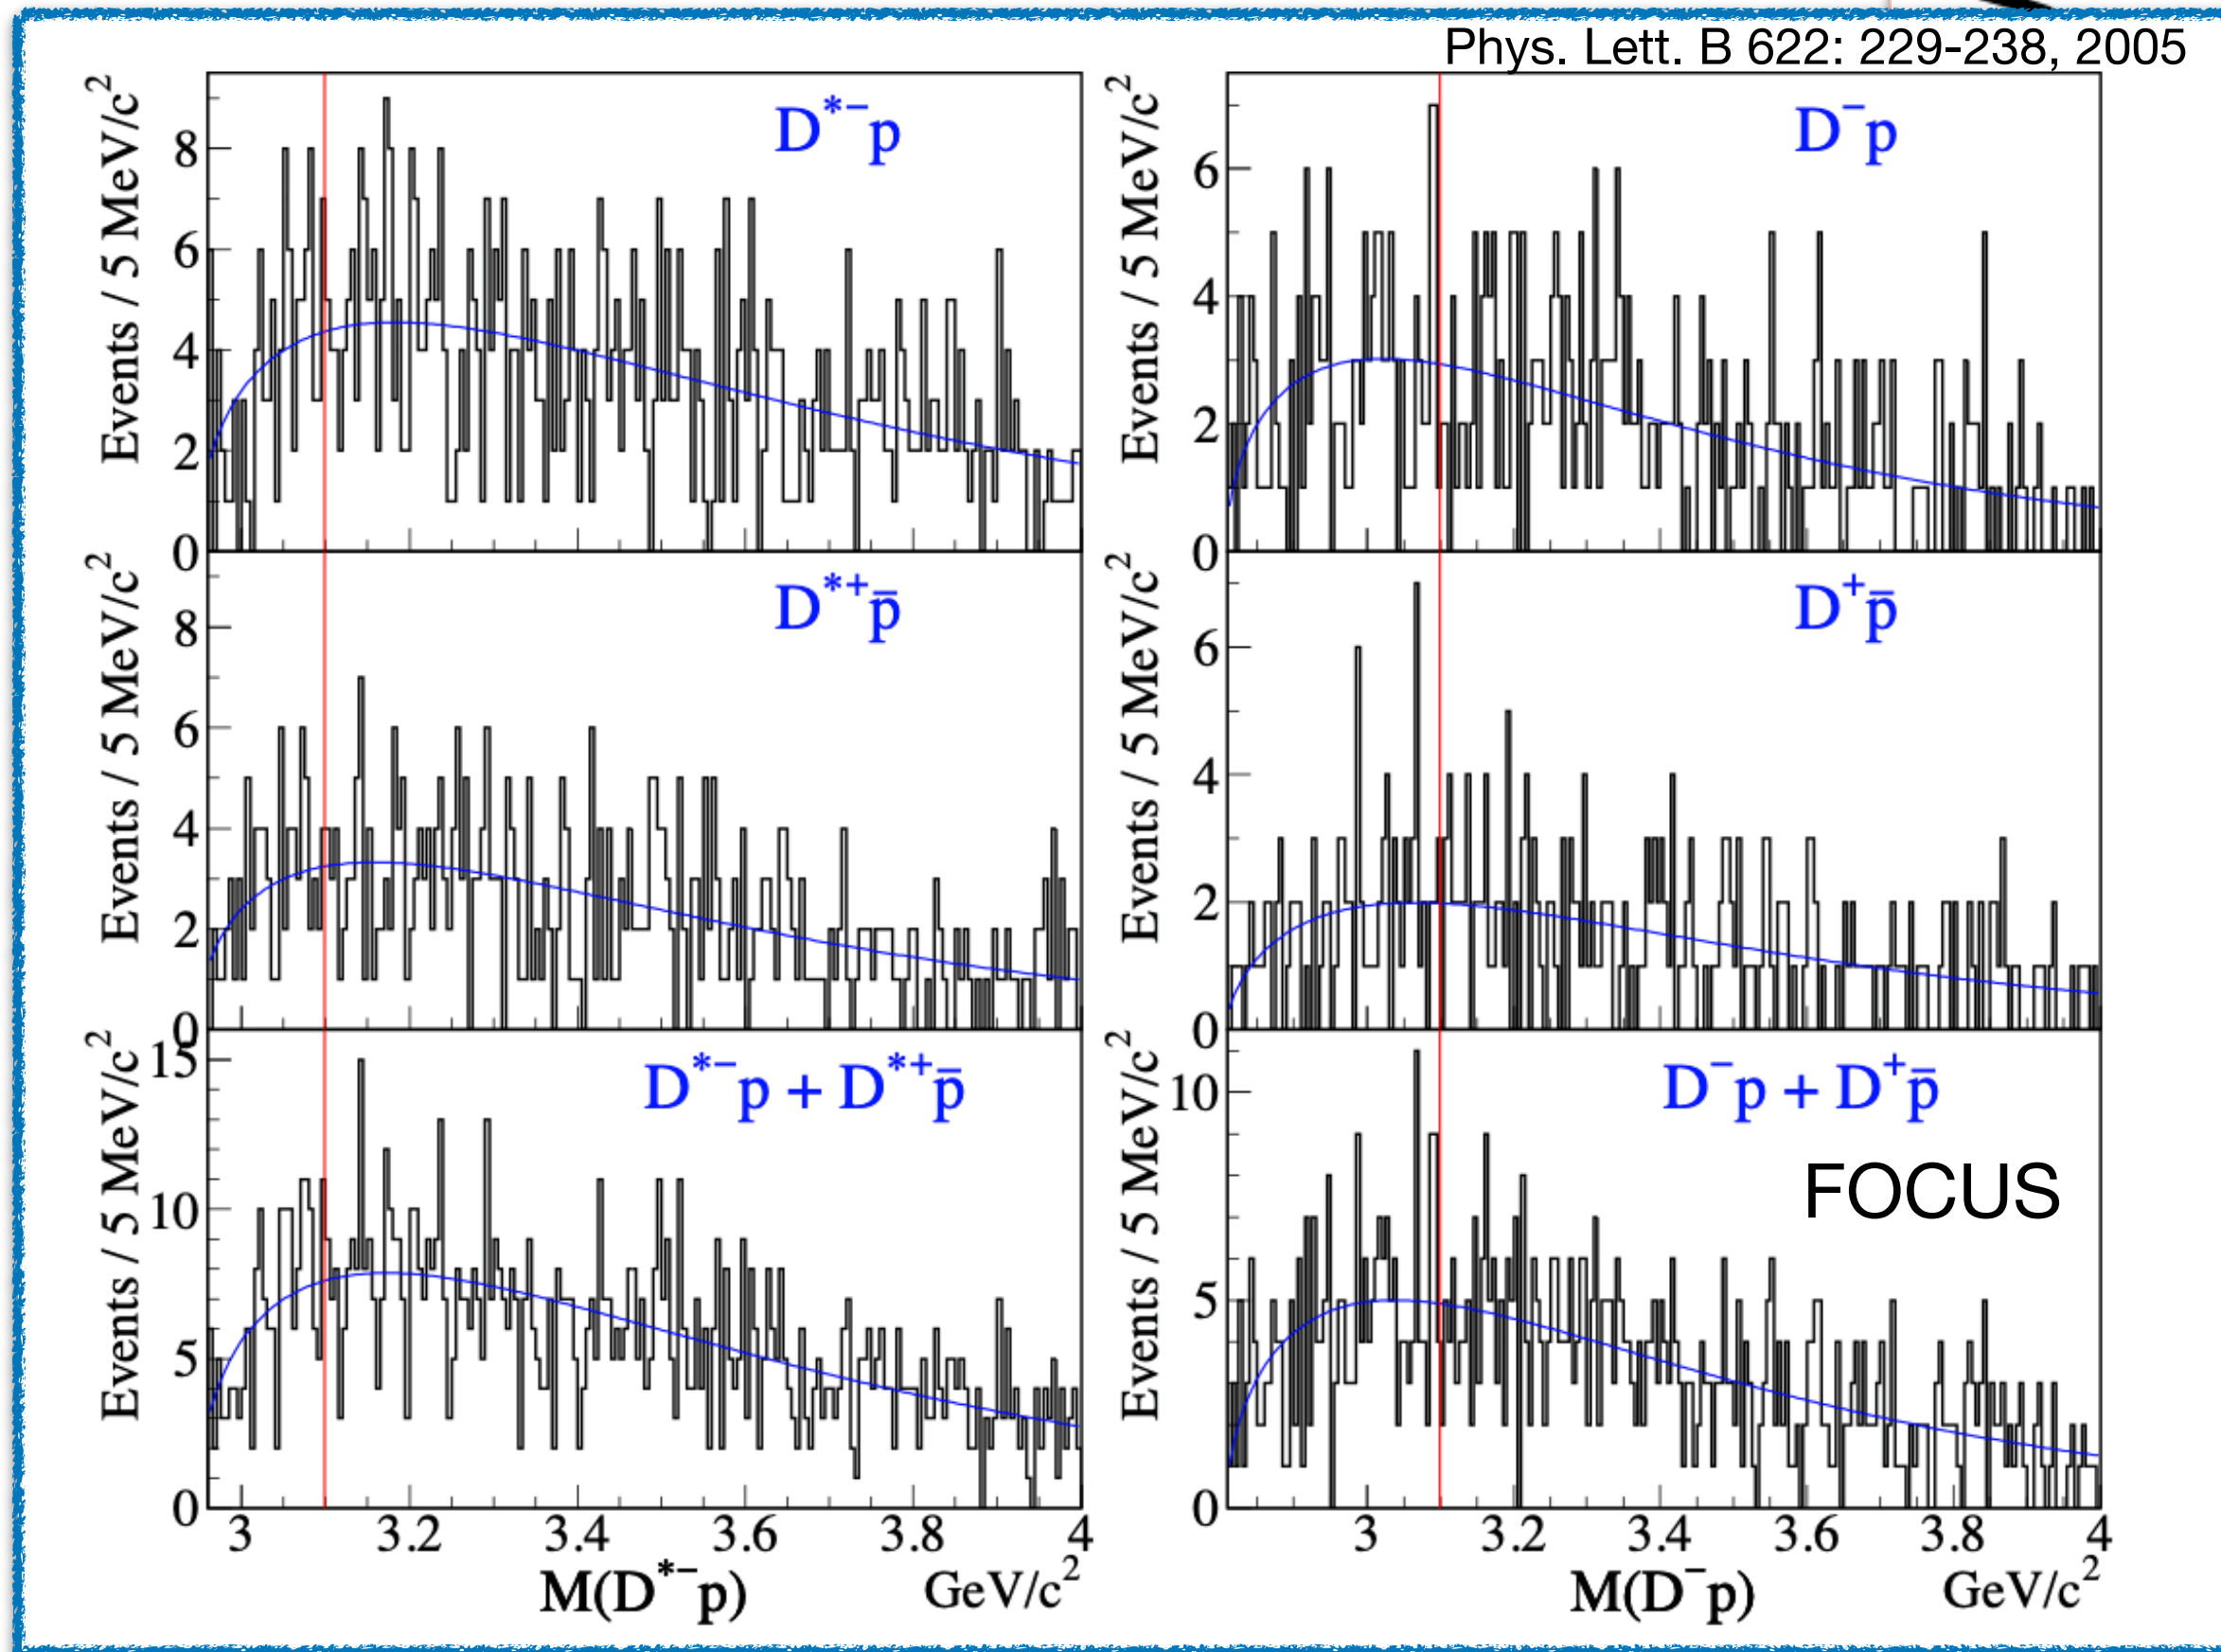 Phys. Lett. B 622: 229-238, 2005
Events / 5 MeV/c²
8
6
4
2
0
D*⁻p
Events / 5 MeV/c²
6
4
2
0
D⁻p
Events / 5 MeV/c²
8
6
4
2
0
D*⁺p̄
Events / 5 MeV/c²
6
4
2
0
D⁺p̄
Events / 5 MeV/c²
15
10
5
0
D*⁻p + D*⁺p̄
3 3.2 3.4 3.6 3.8 4
M(D*⁻p) GeV/c²
Events / 5 MeV/c²
10
5
0
D⁻p + D⁺p̄
FOCUS
3 3.2 3.4 3.6 3.8 4
M(D⁻p) GeV/c²